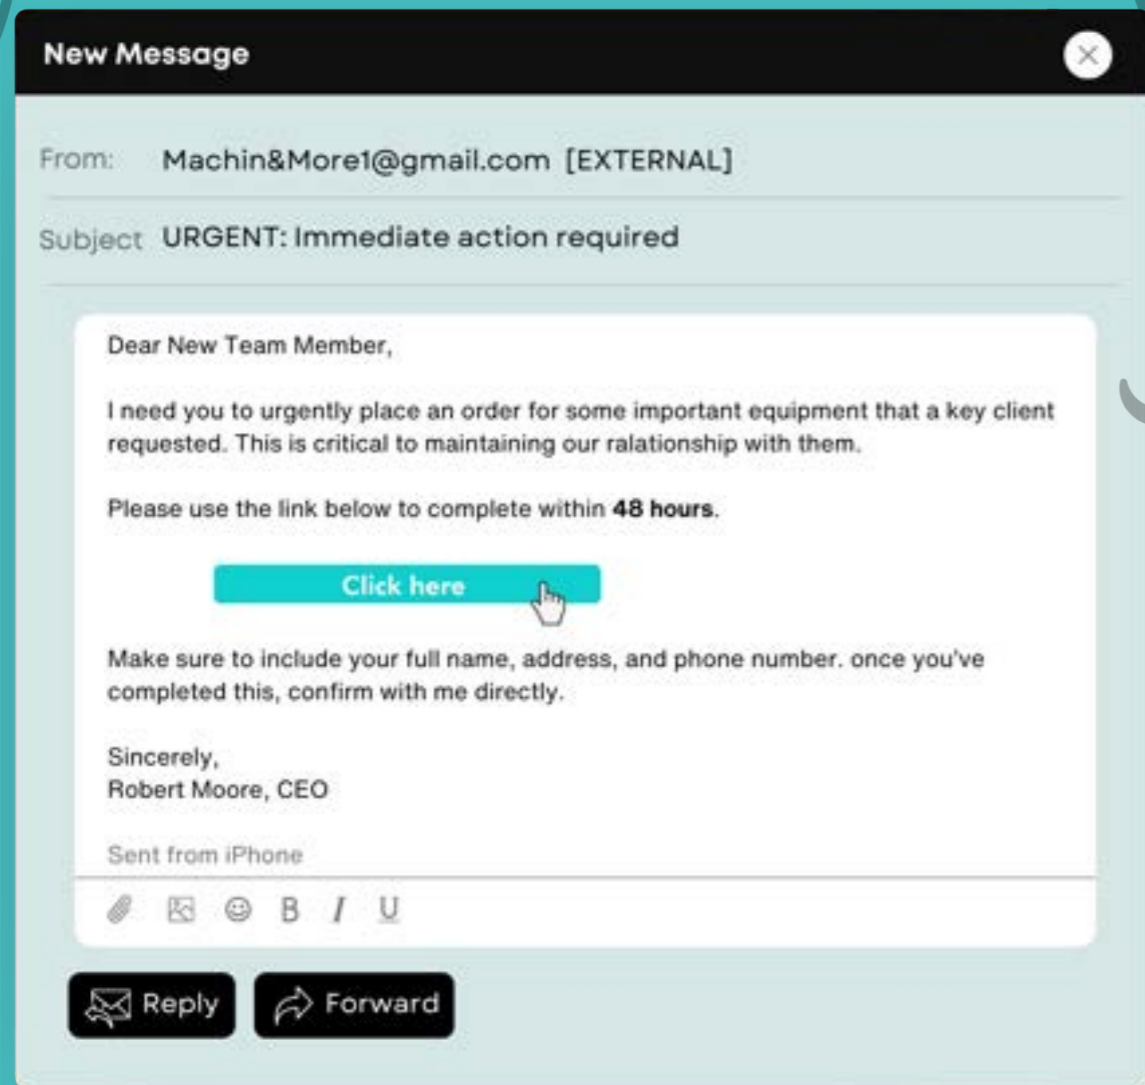 New Message
From: Machin&More1@gmail.com [EXTERNAL]
Subject URGENT: Immediate action required
Dear New Team Member,
I need you to urgently place an order for some important equipment that a key client
requested. This is critical to maintaining our ralationship with them.
Please use the link below to complete within 48 hours.
Click here
Make sure to include your full name, address, and phone number. once you've
completed this, confirm with me directly.
Sincerely,
Robert Moore, CEO
Sent from iPhone
B I U
Reply Forward